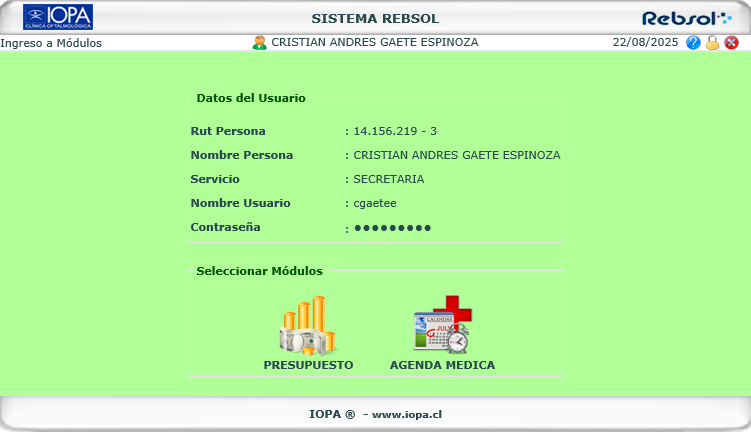 IOPA
CLÍNICA OFTALMOLÓGICA
SISTEMA REBSOL
Rebsol
Ingreso a Módulos
CRISTIAN ANDRES GAETE ESPINOZA
22/08/2025
Datos del Usuario
Rut Persona : 14.156.219 - 3
Nombre Persona : CRISTIAN ANDRES GAETE ESPINOZA
Servicio : SECRETARIA
Nombre Usuario : cgaetee
Contraseña : ●●●●●●●●●
Seleccionar Módulos
CALENDAR
JULY
PRESUPUESTO
AGENDA MEDICA
IOPA ® - www.iopa.cl